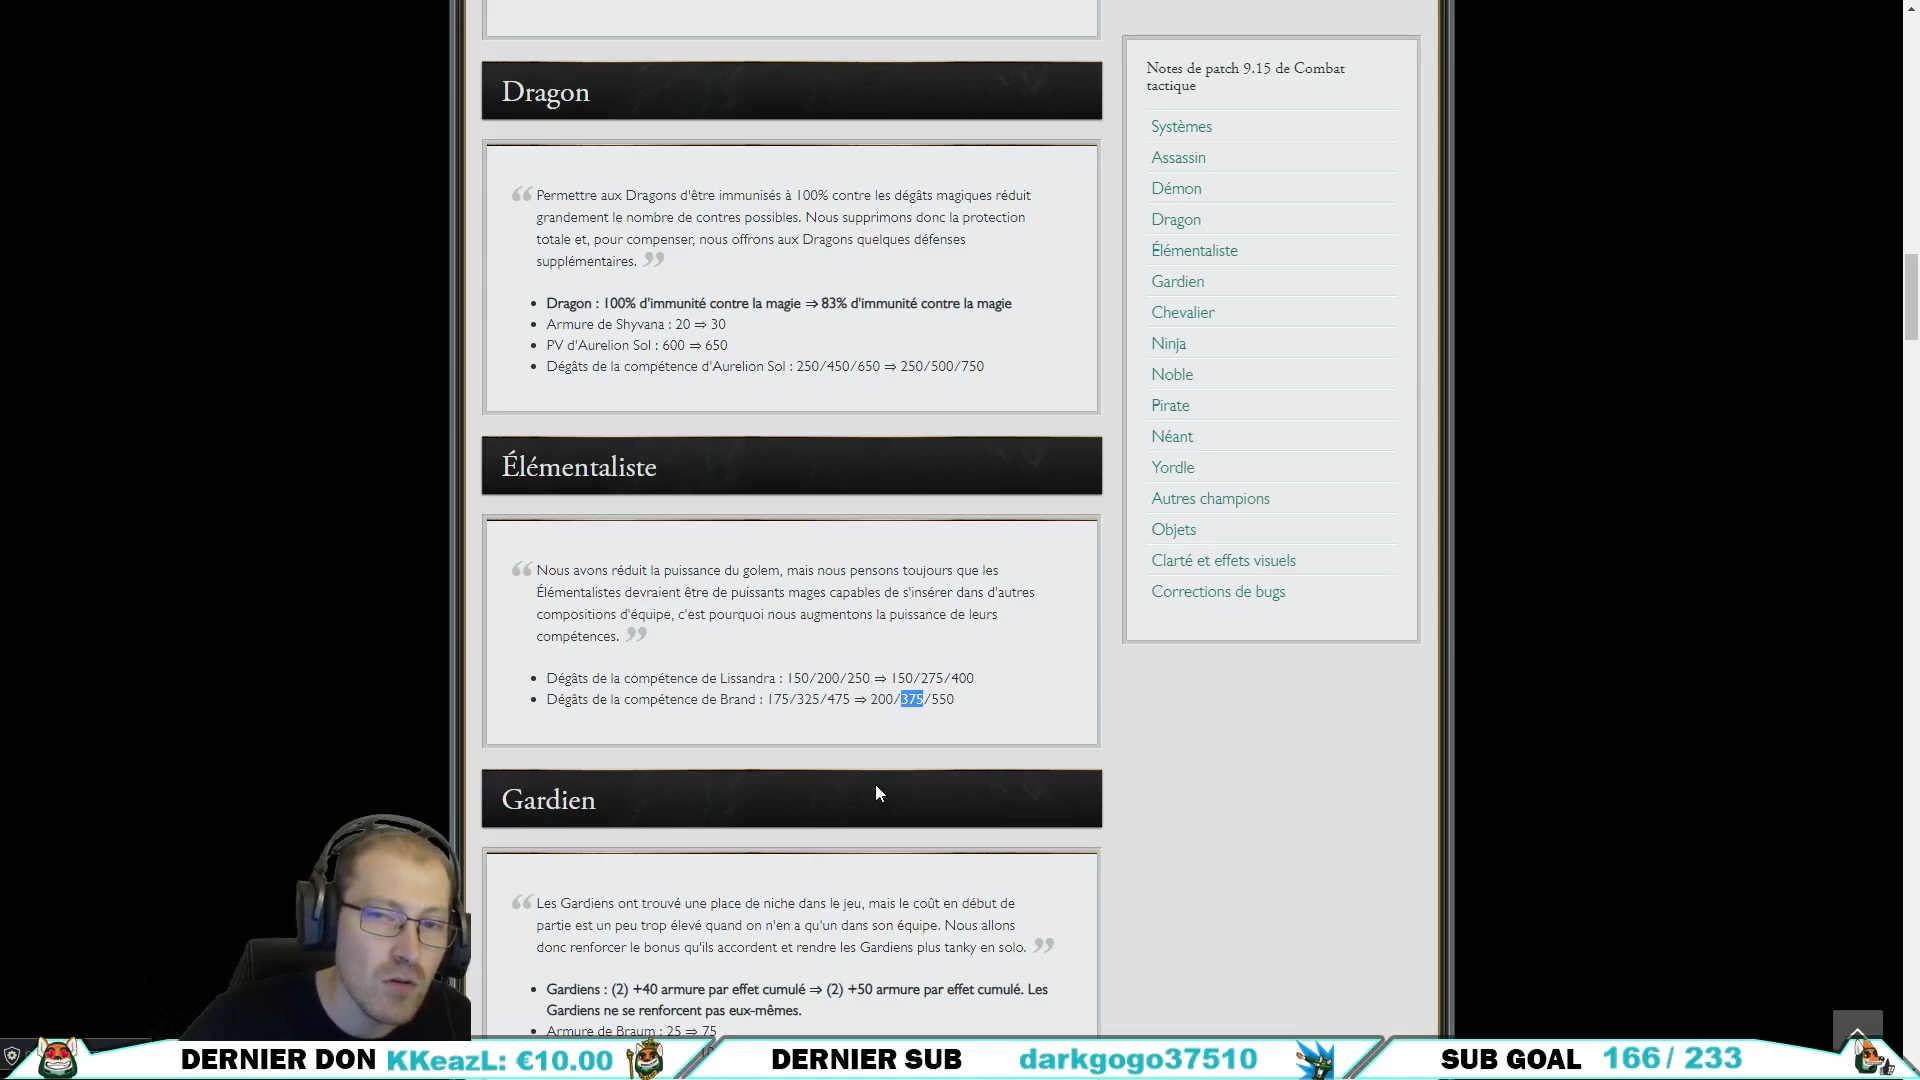 Dragon
Permettre aux Dragons d'être immunisés à 100% contre les dégâts magiques réduit
grandement le nombre de contres possibles. Nous supprimons donc la protection
totale et, pour compenser, nous offrons aux Dragons quelques défenses
supplémentaires.
Dragon : 100% d'immunité contre la magie ⇒ 83% d'immunité contre la magie
Armure de Shyvana : 20 ⇒ 30
PV d'Aurelion Sol : 600 ⇒ 650
Dégâts de la compétence d'Aurelion Sol : 250/450/650 ⇒ 250/500/750
Élémentaliste
Nous avons réduit la puissance du golem, mais nous pensons toujours que les
Élémentalistes devraient être de puissants mages capables de s'insérer dans d'autres
compositions d'équipe, c'est pourquoi nous augmentons la puissance de leurs
compétences.
Dégâts de la compétence de Lissandra : 150/200/250 ⇒ 150/275/400
Dégâts de la compétence de Brand : 175/325/475 ⇒ 200/375/550
Gardien
Les Gardiens ont trouvé une place de niche dans le jeu, mais le coût en début de
partie est un peu trop élevé quand on n'en a qu'un dans son équipe. Nous allons
donc renforcer le bonus qu'ils accordent et rendre les Gardiens plus tanky en solo.
Gardiens : (2) +40 armure par effet cumulé ⇒ (2) +50 armure par effet cumulé. Les
Gardiens ne se renforcent pas eux-mêmes.
Armure de Braum : 25 ⇒ 75
Notes de patch 9.15 de Combat
tactique
Systèmes
Assassin
Démon
Dragon
Élémentaliste
Gardien
Chevalier
Ninja
Noble
Pirate
Néant
Yordle
Autres champions
Objets
Clarté et effets visuels
Corrections de bugs
DERNIER DON KKeazL: €10.00
DERNIER SUB darkgogo37510
SUB GOAL 166 / 233